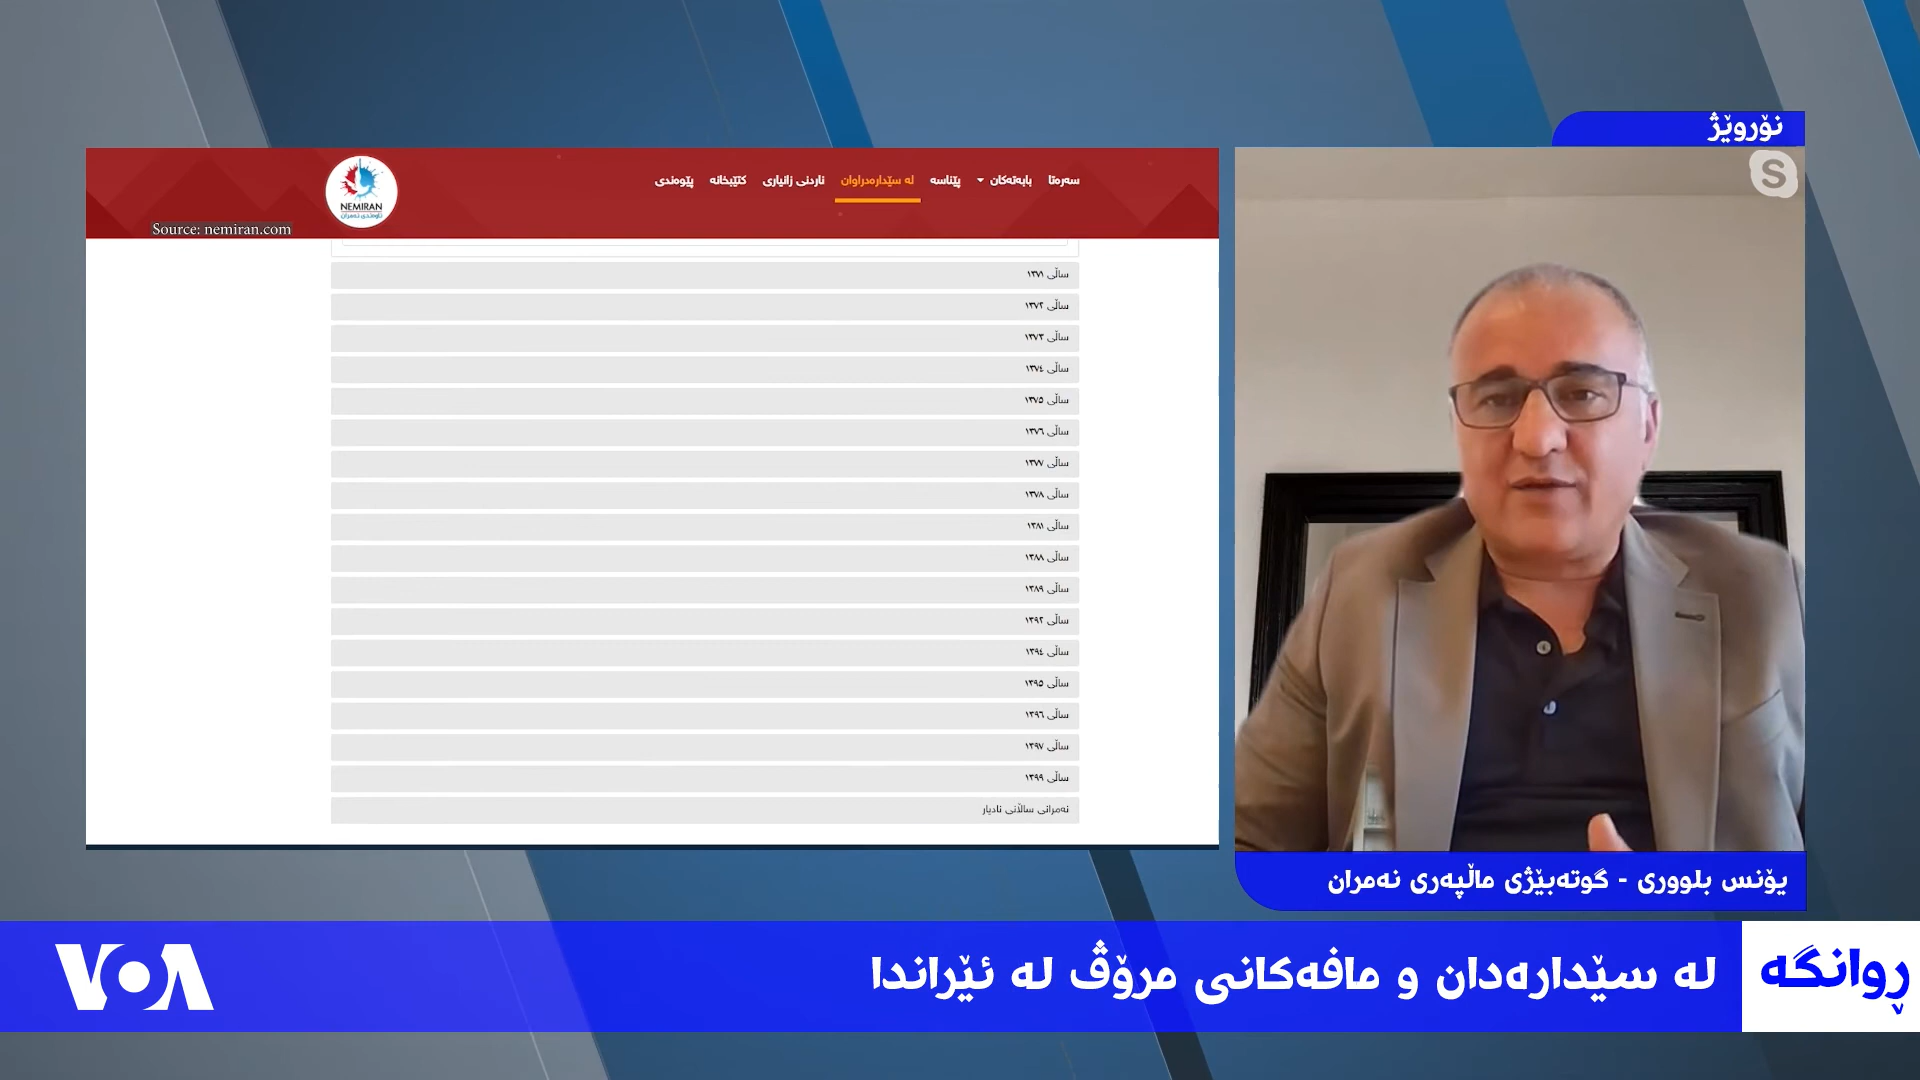 نۆروێژ
S
سەرەتا
بابەتەکان
پێناسە
لە سێدارەدراوان
ناردنی زانیاری
کتێبخانە
پێوەندی
NEMIRAN
ناوەندی نەمران
Source: nemiran.com
ساڵی ١٣٧١
ساڵی ١٣٧٢
ساڵی ١٣٧٣
ساڵی ١٣٧٤
ساڵی ١٣٧٥
ساڵی ١٣٧٦
ساڵی ١٣٧٧
ساڵی ١٣٧٨
ساڵی ١٣٨١
ساڵی ١٣٨٨
ساڵی ١٣٨٩
ساڵی ١٣٩٢
ساڵی ١٣٩٤
ساڵی ١٣٩٥
ساڵی ١٣٩٦
ساڵی ١٣٩٧
ساڵی ١٣٩٩
نەمرانی ساڵانی نادیار
یۆنس بلووری - گوتەبێژی ماڵپەری نەمران
ڕوانگە
لە سێدارەدان و مافەکانی مرۆڤ لە ئێراندا
VOA